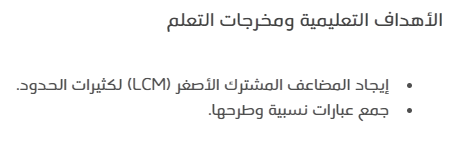 الأهداف التعليمية ومخرجات التعلم
• إيجاد المضاعف المشترك الأصغر (LCM) لكثيرات الحدود.
• جمع عبارات نسبية وطرحها.